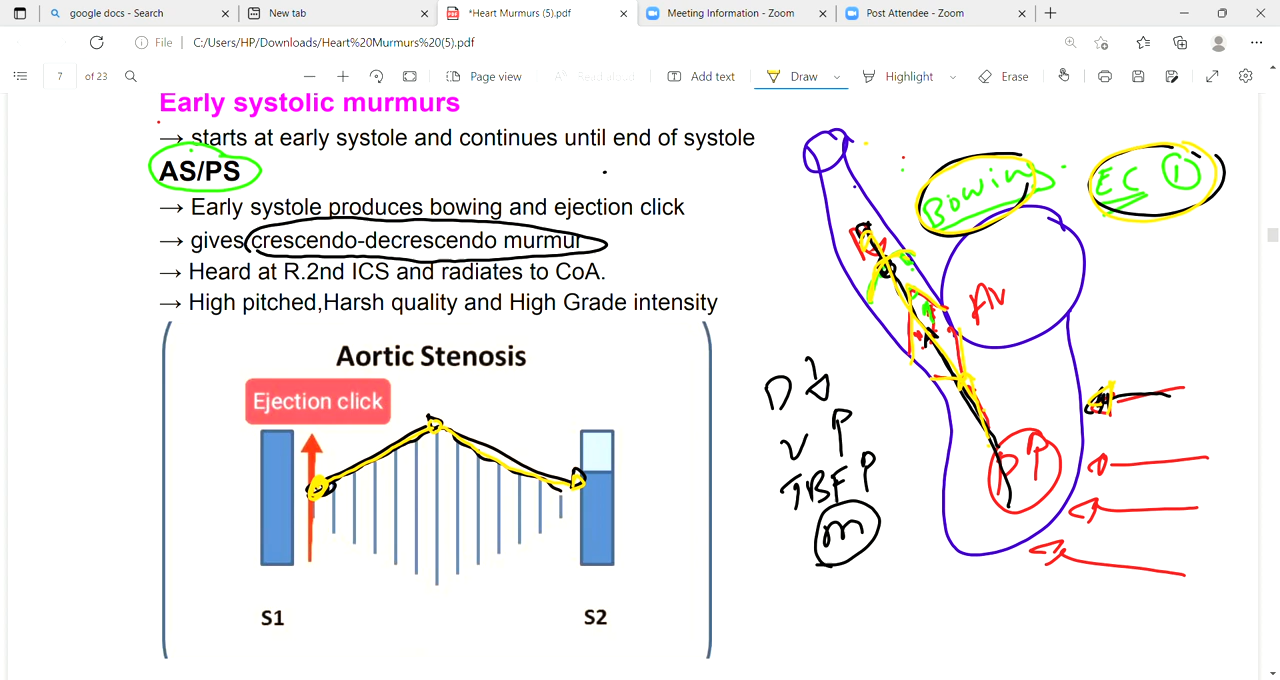 google docs - Search
New tab
*Heart Murmurs (5).pdf
Meeting Information - Zoom
Post Attendee - Zoom
File
C:/Users/HP/Downloads/Heart%20Murmurs%20(5).pdf
7 of 23
Page view
Read aloud
Add text
Draw
Highlight
Erase
Early systolic murmurs
→ starts at early systole and continues until end of systole
AS/PS
→ Early systole produces bowing and ejection click
→ gives crescendo-decrescendo murmur
→ Heard at R.2nd ICS and radiates to CoA.
→ High pitched,Harsh quality and High Grade intensity
Aortic Stenosis
Ejection click
S1
S2
Bowing
EC 1
D
V P
TBF P
m